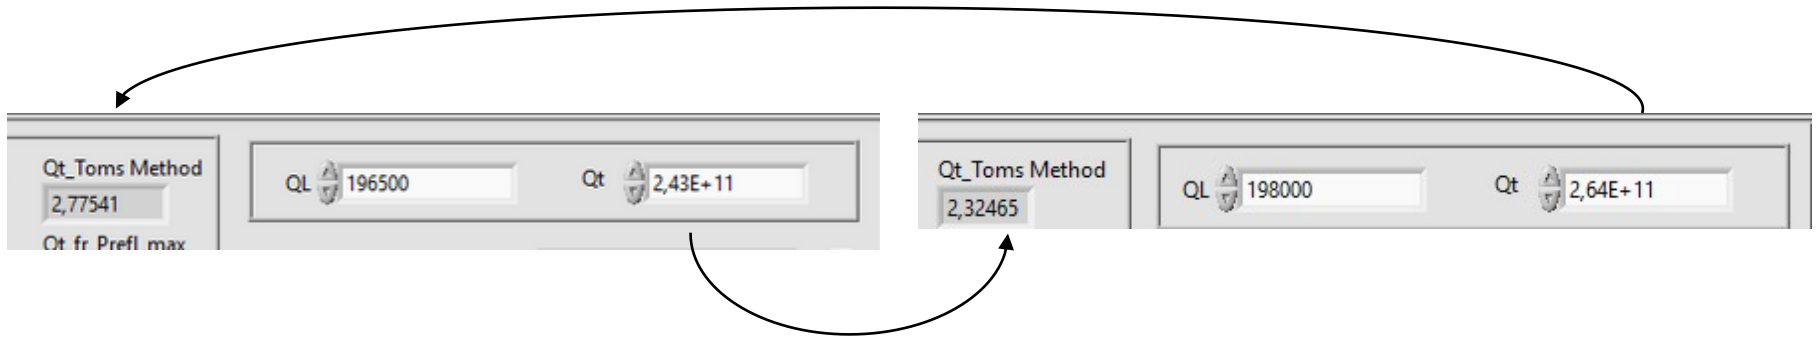 Qt_Toms Method
2,77541
QL 196500
Qt 2,43E+11
Qt_fr_Prefl_max
Qt_Toms Method
2,32465
QL 198000
Qt 2,64E+11